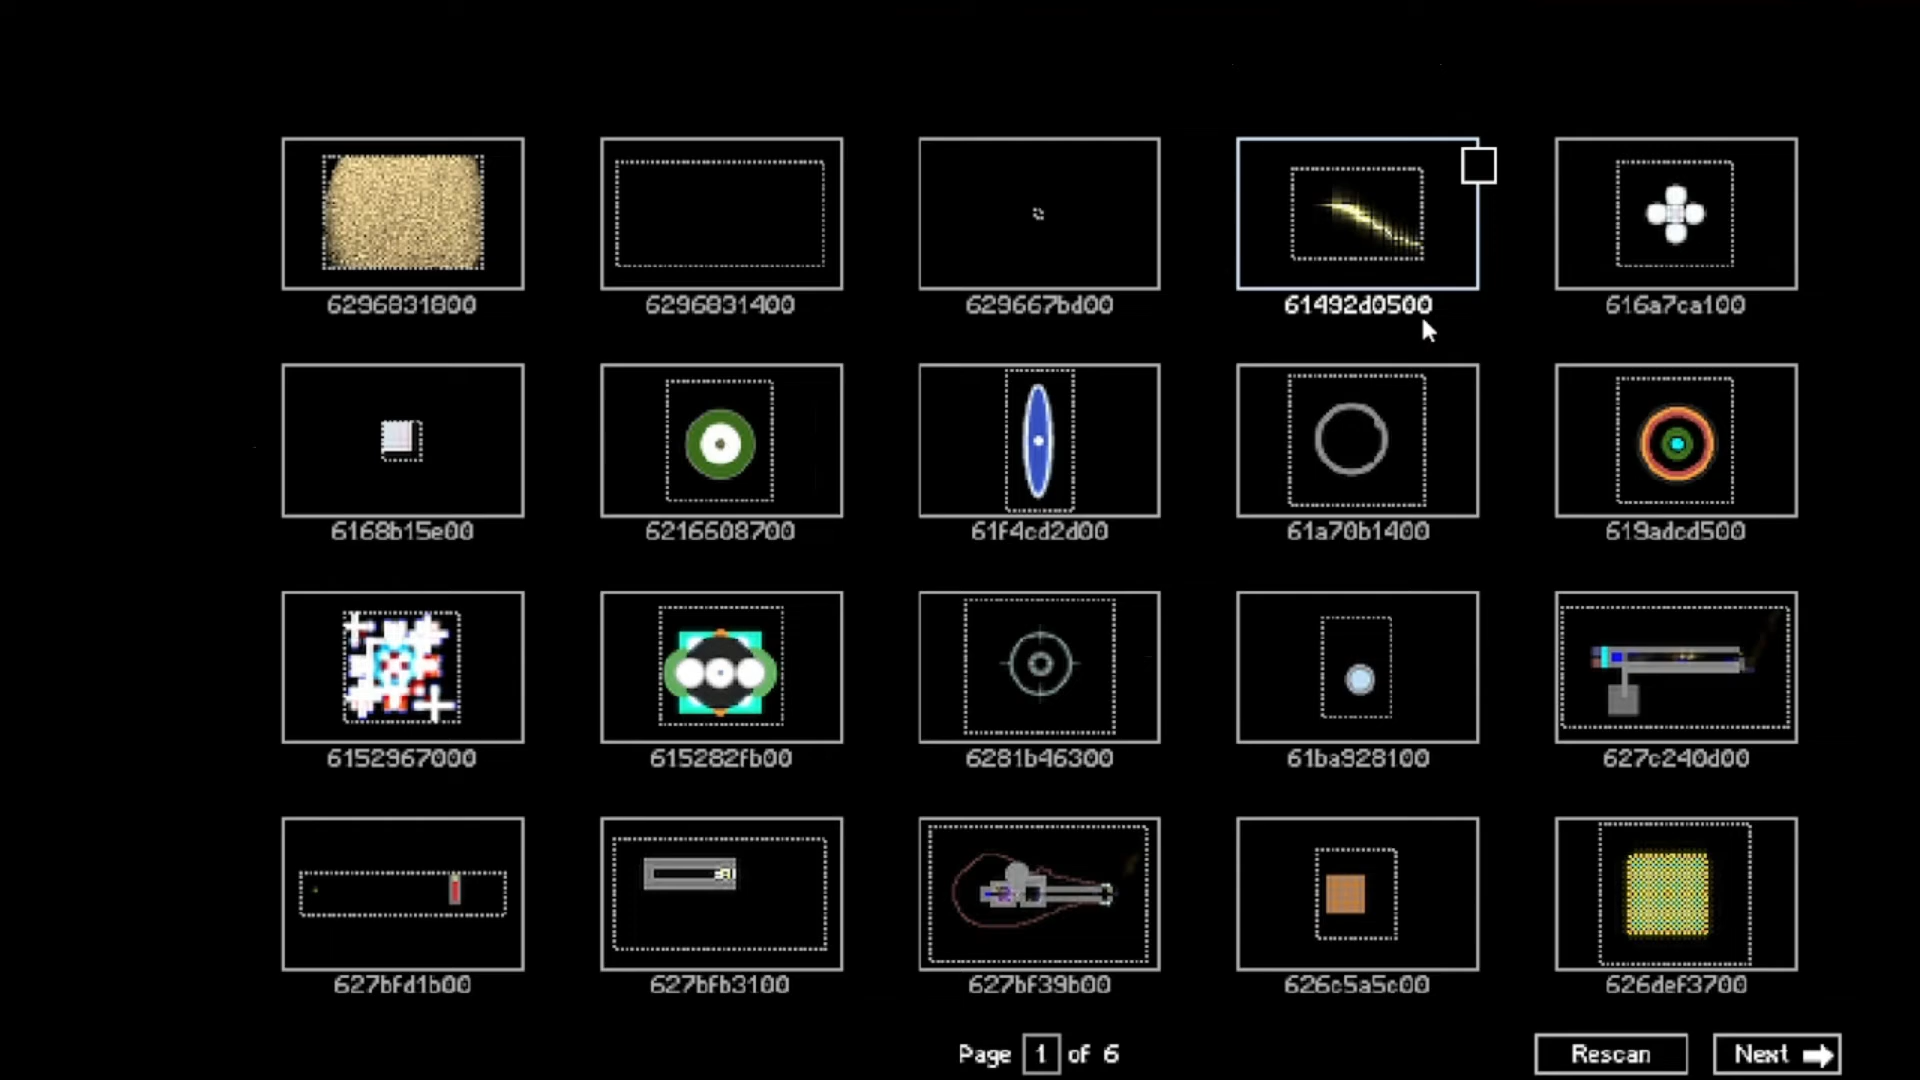 6296831800 6296831400 629667bd00 61492d0500 616a7ca100
6168b15e00 6216608700 61f4cd2d00 61a70b1400 619adcd500
6152967000 615282fb00 6281b46300 61ba928100 627c240d00
627bfd1b00 627bfb3100 627bf39b00 626c5a5c00 626def3700
Page 1 of 6 Rescan Next